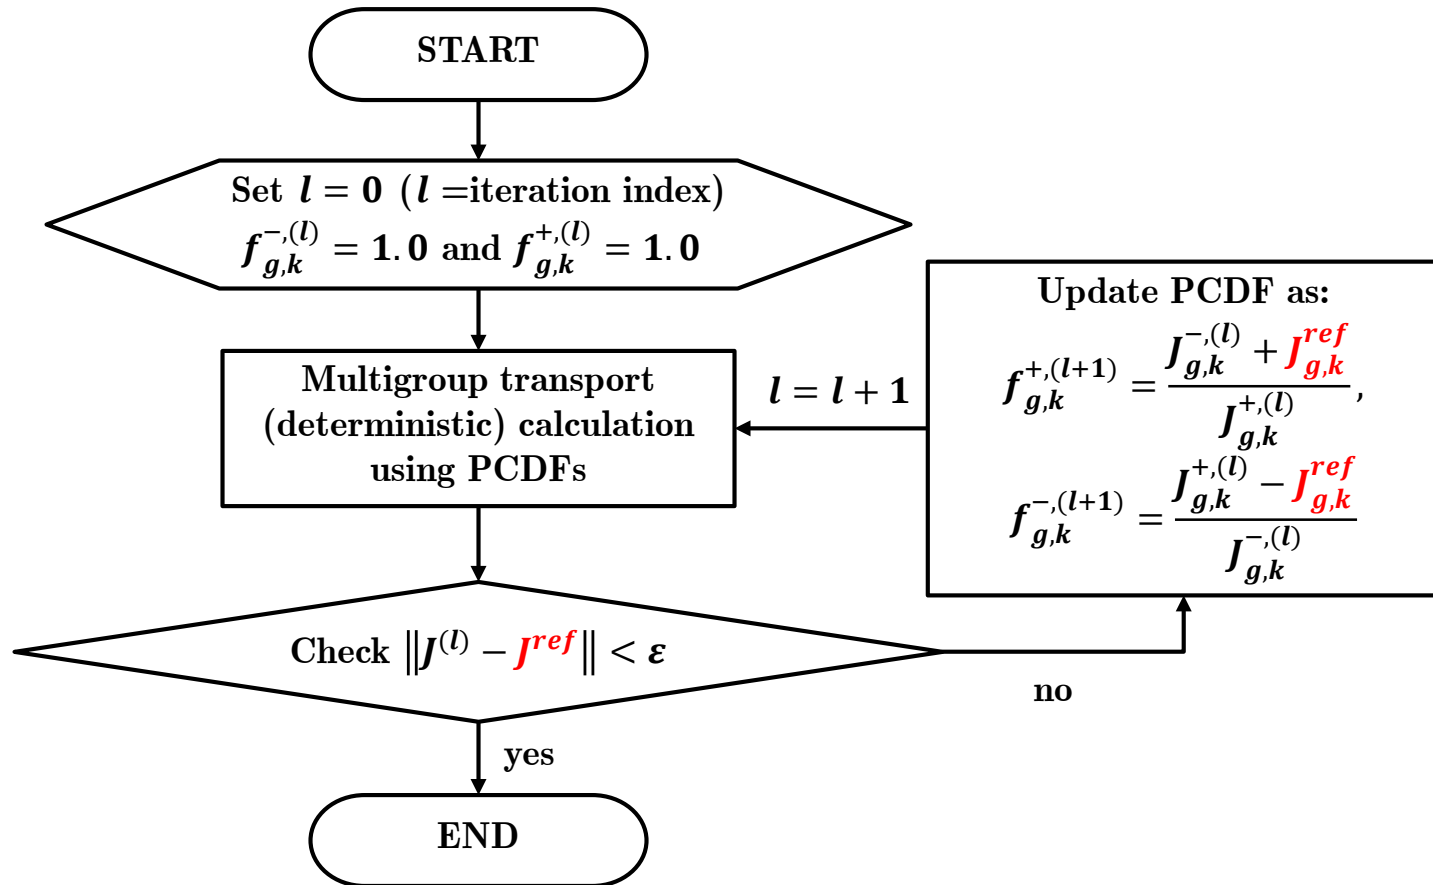 START
Set l = 0 (l =iteration index)
f_{g,k}^{-,(l)} = 1.0 and f_{g,k}^{+,(l)} = 1.0
Multigroup transport
(deterministic) calculation
using PCDFs
l = l + 1
Update PCDF as:
f_{g,k}^{+,(l+1)} = \frac{J_{g,k}^{-,(l)} + J_{g,k}^{ref}}{J_{g,k}^{+,(l)}},
f_{g,k}^{-,(l+1)} = \frac{J_{g,k}^{+,(l)} − J_{g,k}^{ref}}{J_{g,k}^{-,(l)}}
Check ‖J^{(l)} − J^{ref}‖ < ε
no
yes
END